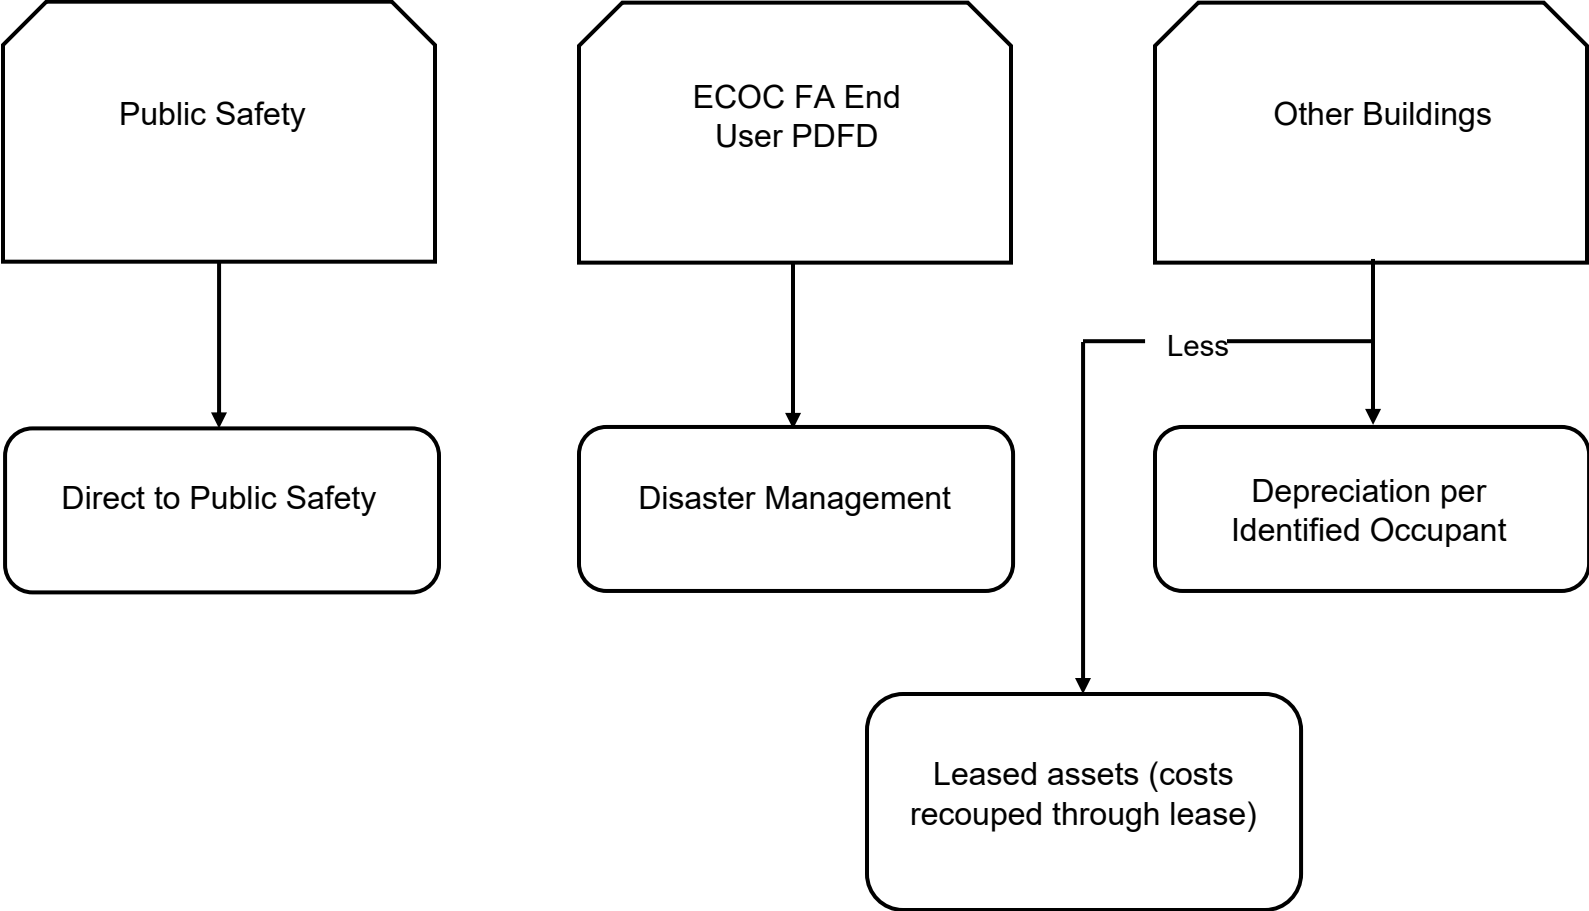 Public Safety
ECOC FA End
User PDFD
Other Buildings
Less
Direct to Public Safety
Disaster Management
Depreciation per
Identified Occupant
Leased assets (costs
recouped through lease)